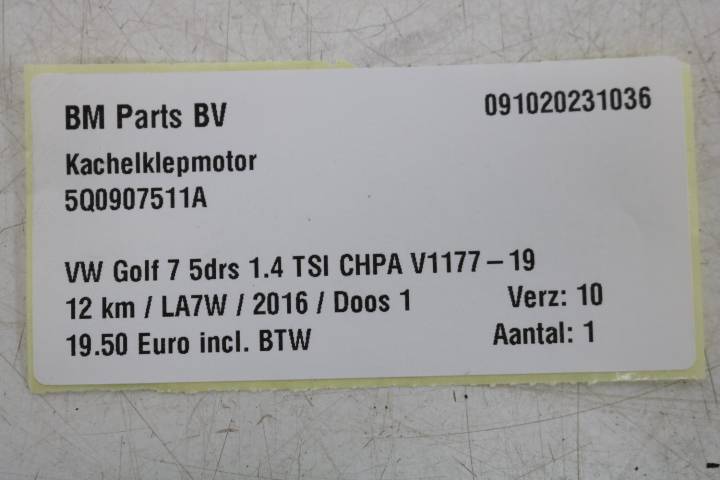 BM Parts BV 091020231036
Kachelklepmotor
5Q0907511A
VW Golf 7 5drs 1.4 TSI CHPA V1177 – 19
12 km / LA7W / 2016 / Doos 1 Verz: 10
19.50 Euro incl. BTW Aantal: 1